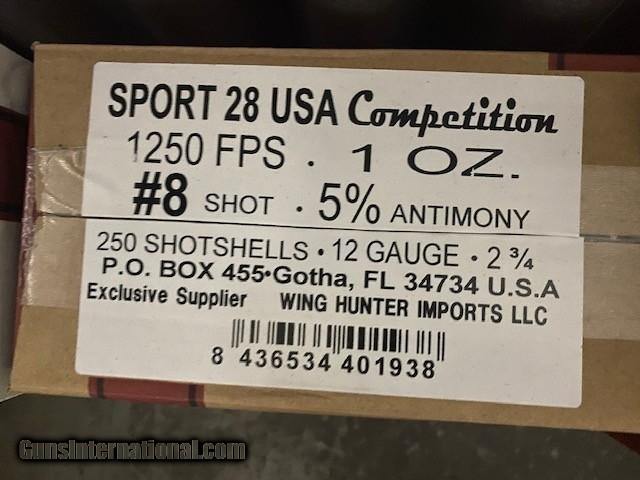 SPORT 28 USA Competition
1250 FPS . 1 OZ.
#8 SHOT . 5% ANTIMONY
250 SHOTSHELLS · 12 GAUGE · 2 ¾
P.O. BOX 455·Gotha, FL 34734 U.S.A
Exclusive Supplier WING HUNTER IMPORTS LLC
8 436534 401938
GunsInternational.com